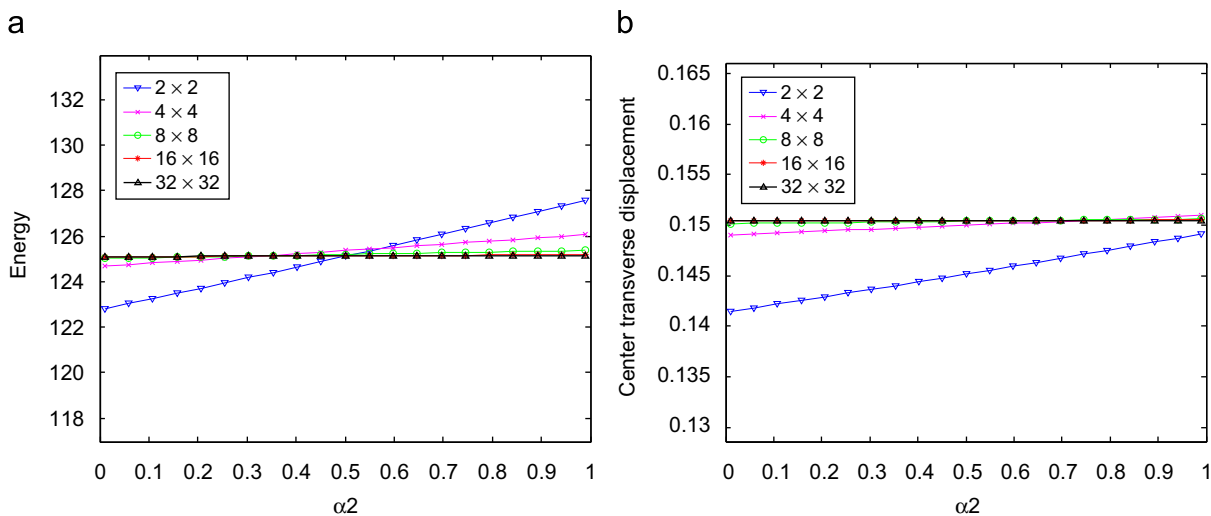 a
Energy
132
130
128
126
124
122
120
118
2 × 2
4 × 4
8 × 8
16 × 16
32 × 32
0 0.1 0.2 0.3 0.4 0.5 0.6 0.7 0.8 0.9 1
α2
b
Center transverse displacement
0.165
0.16
0.155
0.15
0.145
0.14
0.135
0.13
2 × 2
4 × 4
8 × 8
16 × 16
32 × 32
0 0.1 0.2 0.3 0.4 0.5 0.6 0.7 0.8 0.9 1
α2